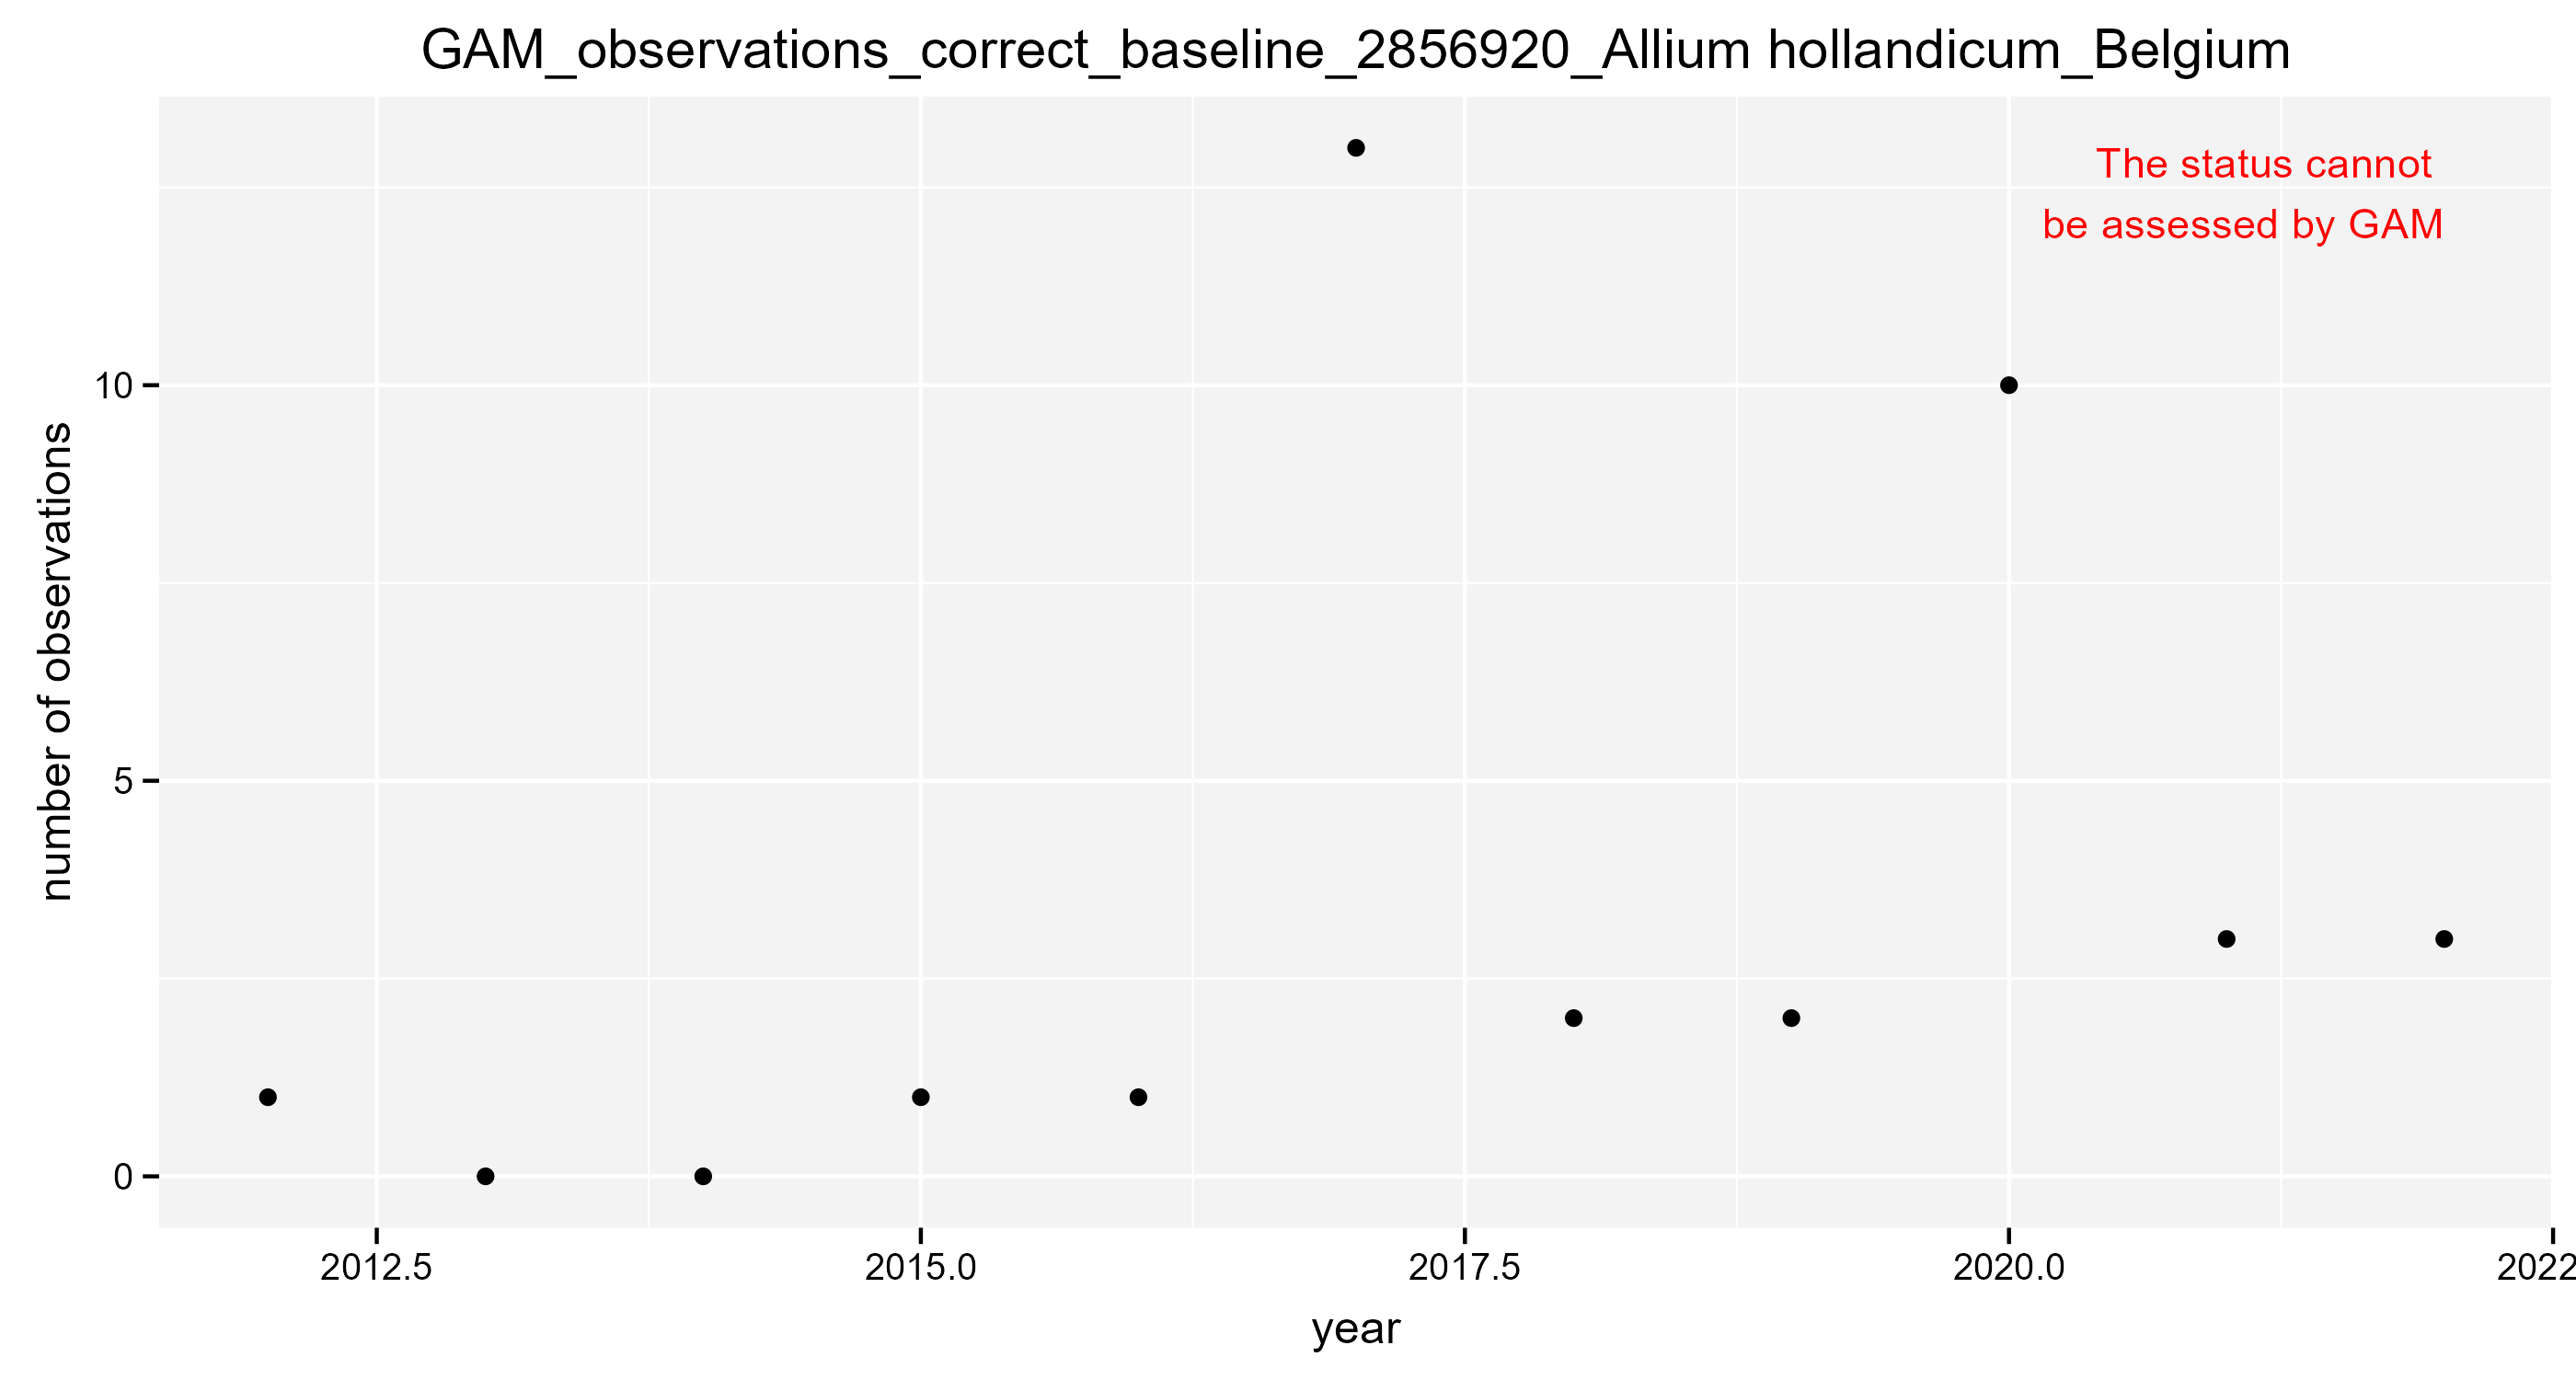 GAM_observations_correct_baseline_2856920_Allium hollandicum_Belgium
The status cannot
be assessed by GAM
number of observations
10
5
0
2012.5 2015.0 2017.5 2020.0 2022
year